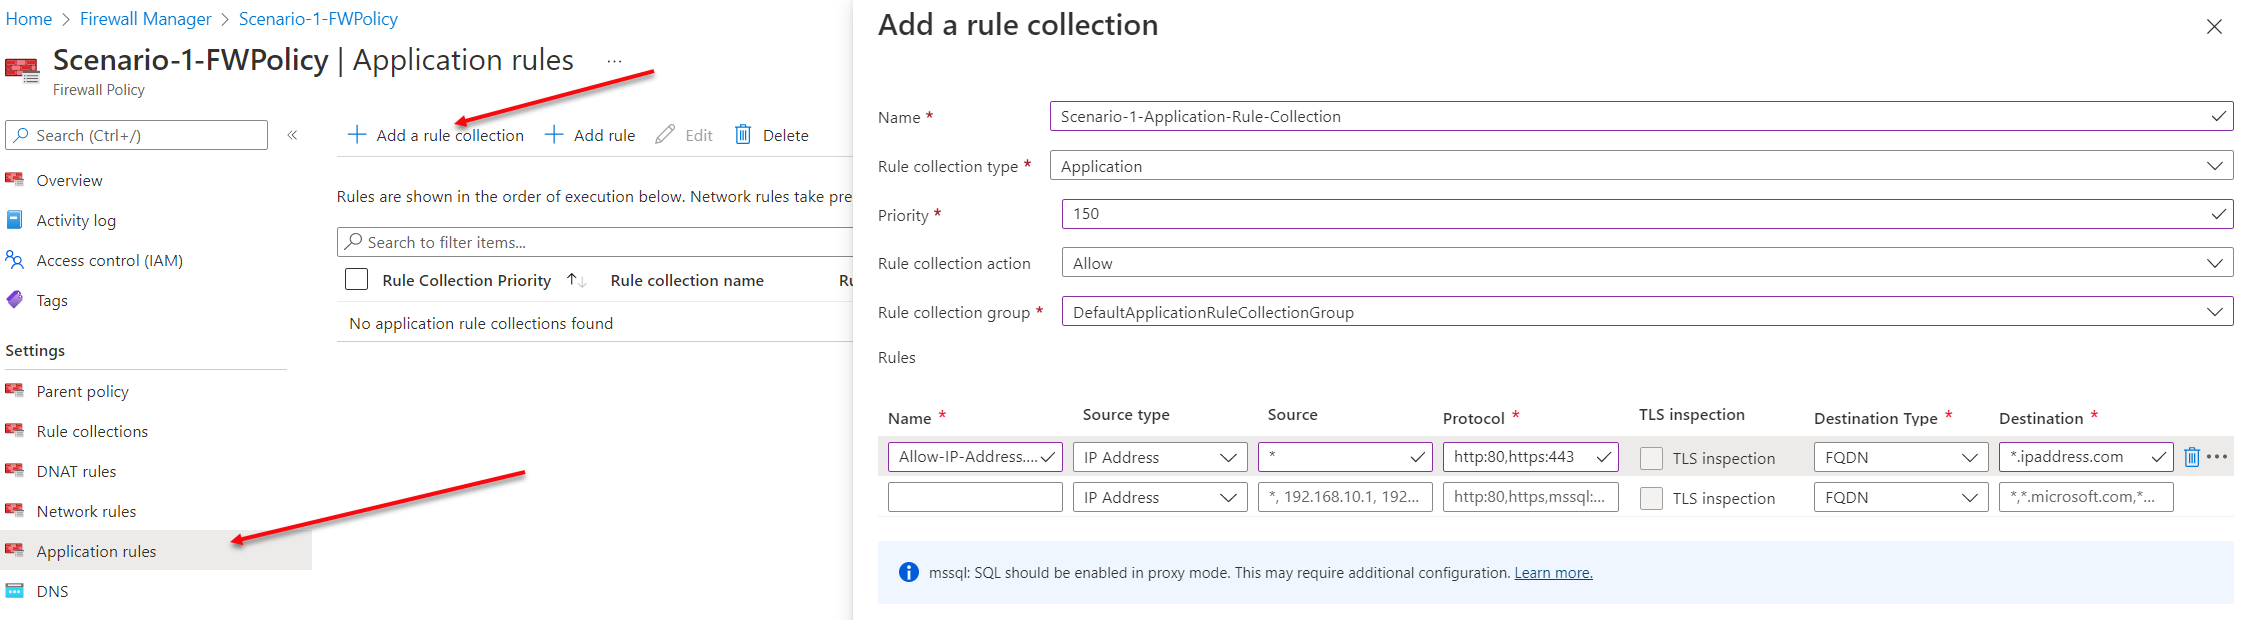 Home > Firewall Manager > Scenario-1-FWPolicy
Scenario-1-FWPolicy | Application rules ...
Firewall Policy
Search (Ctrl+/)
«
Overview
Activity log
Access control (IAM)
Tags
Settings
Parent policy
Rule collections
DNAT rules
Network rules
Application rules
DNS
+ Add a rule collection + Add rule Edit Delete
Rules are shown in the order of execution below. Network rules take pre
Search to filter items...
Rule Collection Priority ↑↓ Rule collection name Ru
No application rule collections found
Add a rule collection
Name * Scenario-1-Application-Rule-Collection
Rule collection type * Application
Priority * 150
Rule collection action Allow
Rule collection group * DefaultApplicationRuleCollectionGroup
Rules
Name * Source type Source Protocol * TLS inspection Destination Type * Destination *
Allow-IP-Address.... IP Address * http:80,https:443 TLS inspection FQDN *.ipaddress.com ...
IP Address *, 192.168.10.1, 192... http:80,https,mssql:... TLS inspection FQDN *,*.microsoft.com,*...
mssql: SQL should be enabled in proxy mode. This may require additional configuration. Learn more.